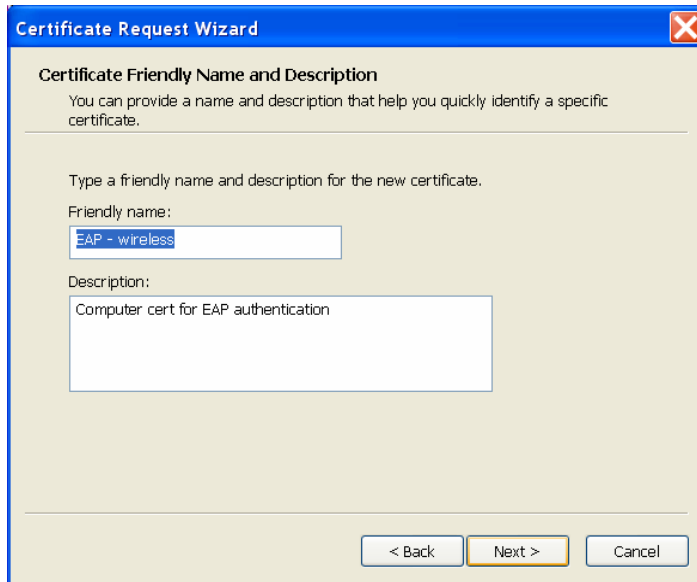 Certificate Request Wizard
Certificate Friendly Name and Description
You can provide a name and description that help you quickly identify a specific
certificate.
Type a friendly name and description for the new certificate.
Friendly name:
EAP - wireless
Description:
Computer cert for EAP authentication
< Back Next > Cancel